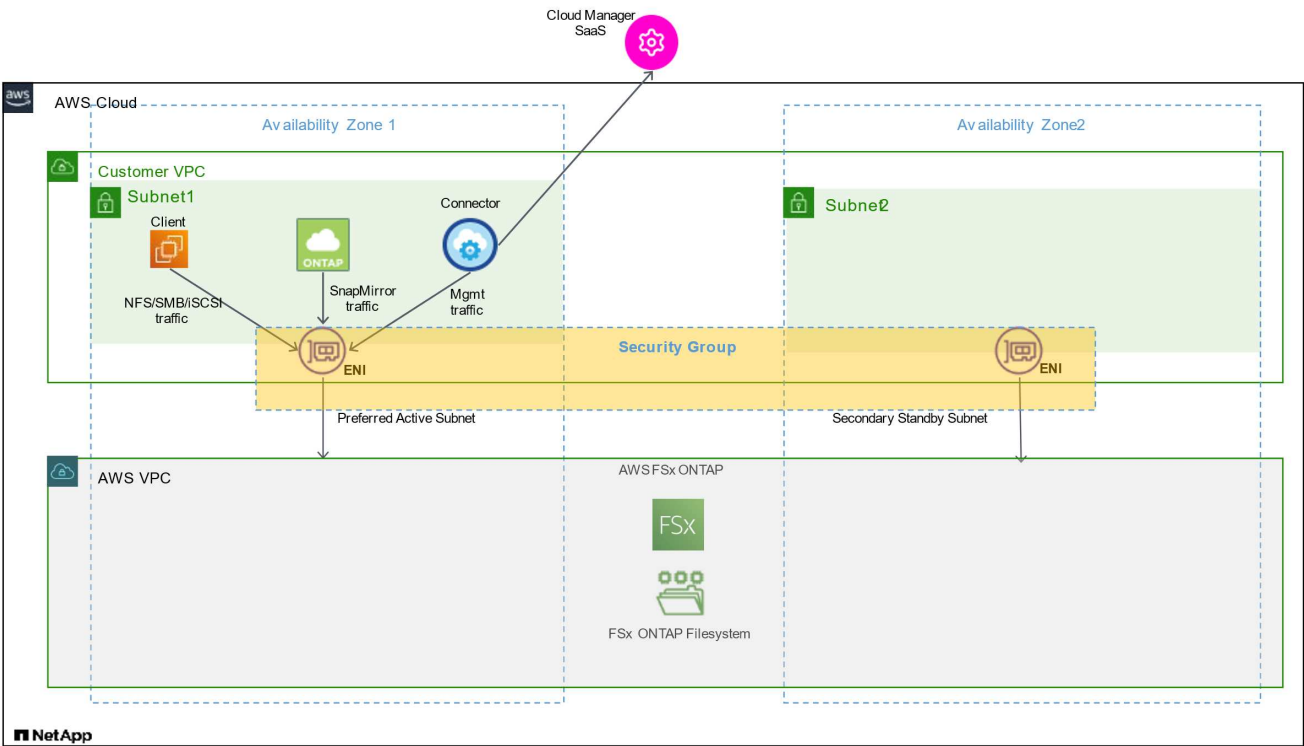 Cloud Manager
SaaS
aws
AWS Cloud
Availability Zone 1
Availability Zone2
Customer VPC
Subnet1
Subnet2
Client
ONTAP
Connector
NFS/SMB/iSCSI
traffic
SnapMirror
traffic
Mgmt
traffic
Security Group
ENI
ENI
Preferred Active Subnet
Secondary Standby Subnet
AWS VPC
AWS FSx ONTAP
FSx
FSx ONTAP Filesystem
NetApp